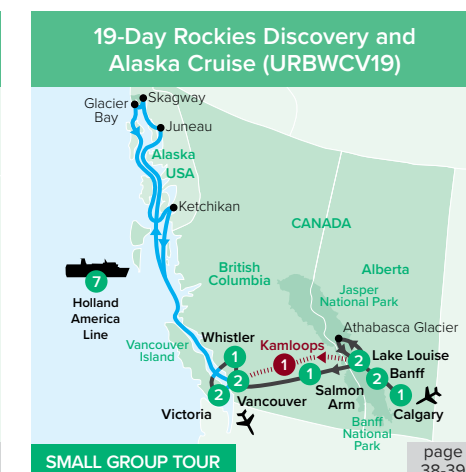 19-Day Rockies Discovery and
Alaska Cruise (URBWCV19)
Skagway
Glacier
Bay
Juneau
Alaska
USA
Ketchikan
CANADA
British
Columbia
Alberta
7
Holland
America
Line
Jasper
National Park
Athabasca Glacier
Vancouver
Island
Whistler
1
Kamloops
1
2
Lake Louise
2
Banff
2
Vancouver
1
Salmon
Arm
1
Calgary
2
Victoria
Banff
National
Park
SMALL GROUP TOUR
page
38-39